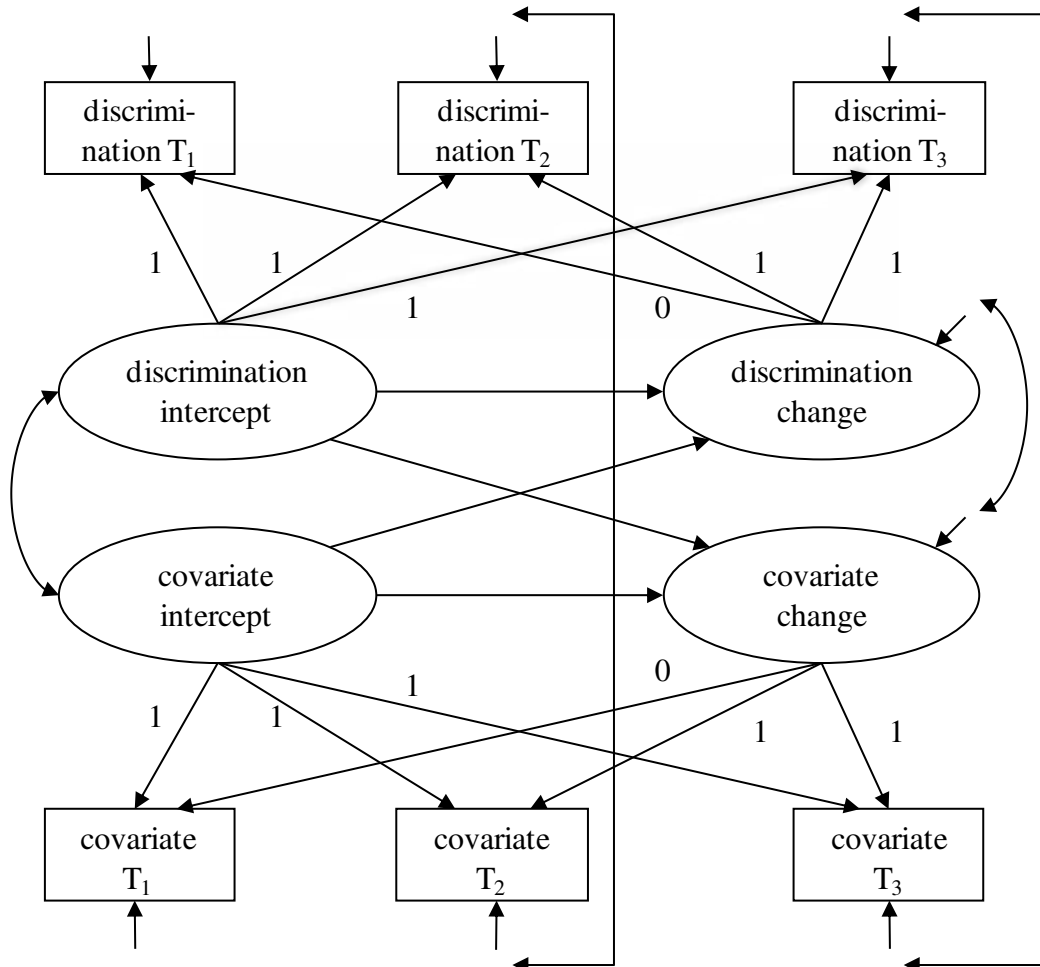 discrimi-
nation T₁
discrimi-
nation T₂
discrimi-
nation T₃
1
1
1
0
1
1
discrimination
intercept
discrimination
change
covariate
intercept
covariate
change
1
1
1
0
1
1
covariate
T₁
covariate
T₂
covariate
T₃